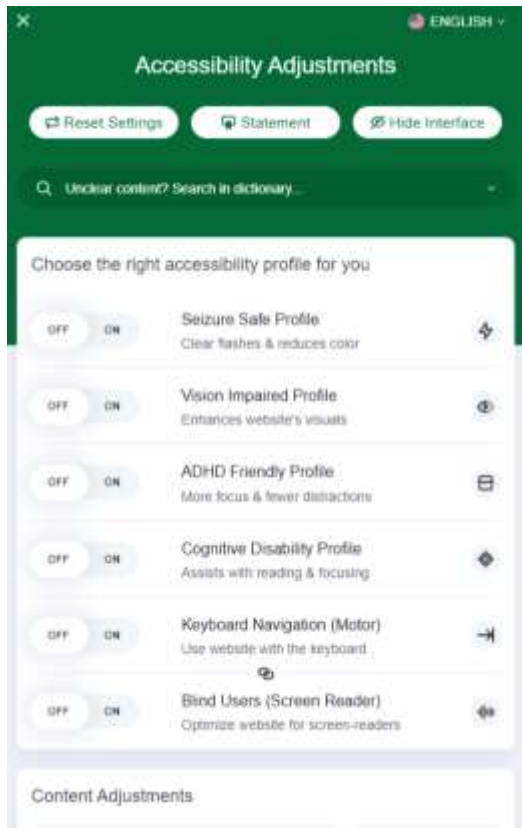 ENGLISH
Accessibility Adjustments
Reset Settings
Statement
Hide Interface
Unclear content? Search in dictionary...
Choose the right accessibility profile for you
OFF ON
Seizure Safe Profile
Clear flashes & reduces color
OFF ON
Vision Impaired Profile
Enhances website's visuals
OFF ON
ADHD Friendly Profile
More focus & fewer distractions
OFF ON
Cognitive Disability Profile
Assists with reading & focusing
OFF ON
Keyboard Navigation (Motor)
Use website with the keyboard
OFF ON
Blind Users (Screen Reader)
Optimize website for screen-readers
Content Adjustments